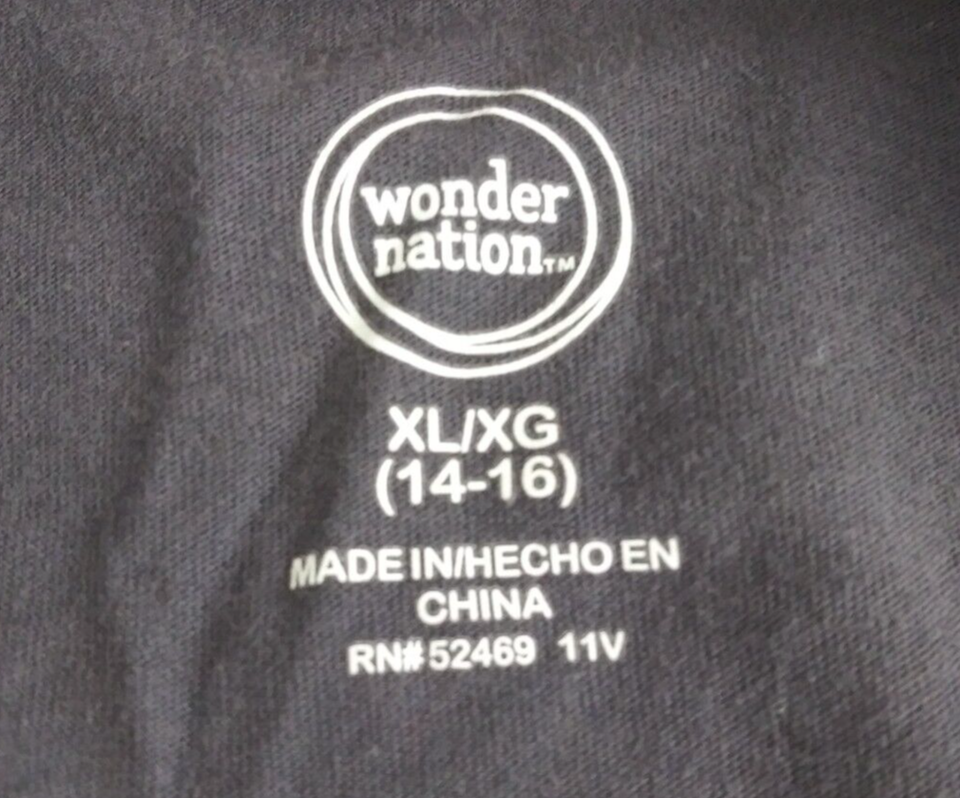 wonder
nation™
XL/XG
(14-16)
MADE IN/HECHO EN
CHINA
RN#52469 11V